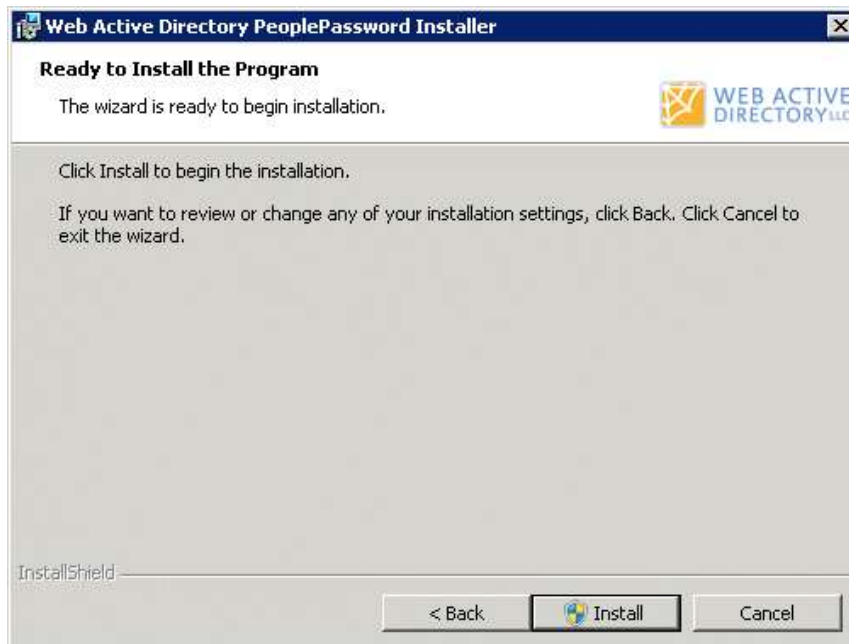 Web Active Directory PeoplePassword Installer
Ready to Install the Program
The wizard is ready to begin installation.
WEB ACTIVE
DIRECTORY LLC
Click Install to begin the installation.
If you want to review or change any of your installation settings, click Back. Click Cancel to
exit the wizard.
InstallShield
< Back
Install
Cancel